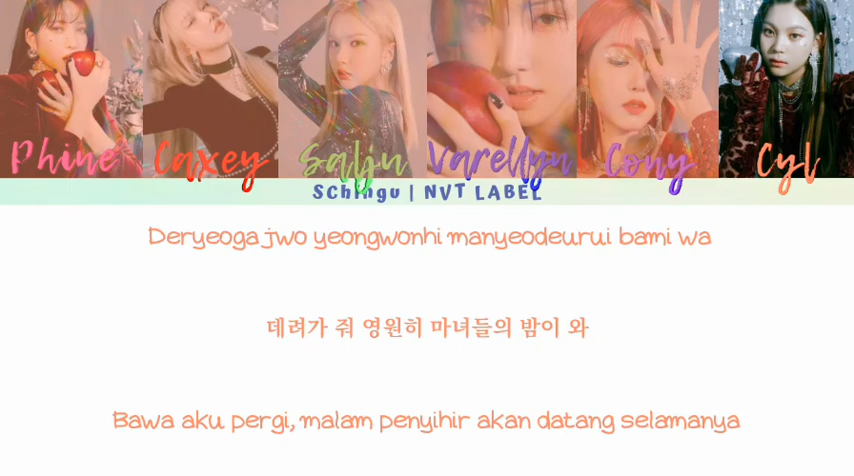 Phine Caxey Salju Varellyn Cony Cyl
SChingu | NVT LABEL
Deryeoga jwo yeongwonhi manyeodeurui bami wa
데려가 줘 영원히 마녀들의 밤이 와
Bawa aku pergi, malam penyihir akan datang selamanya